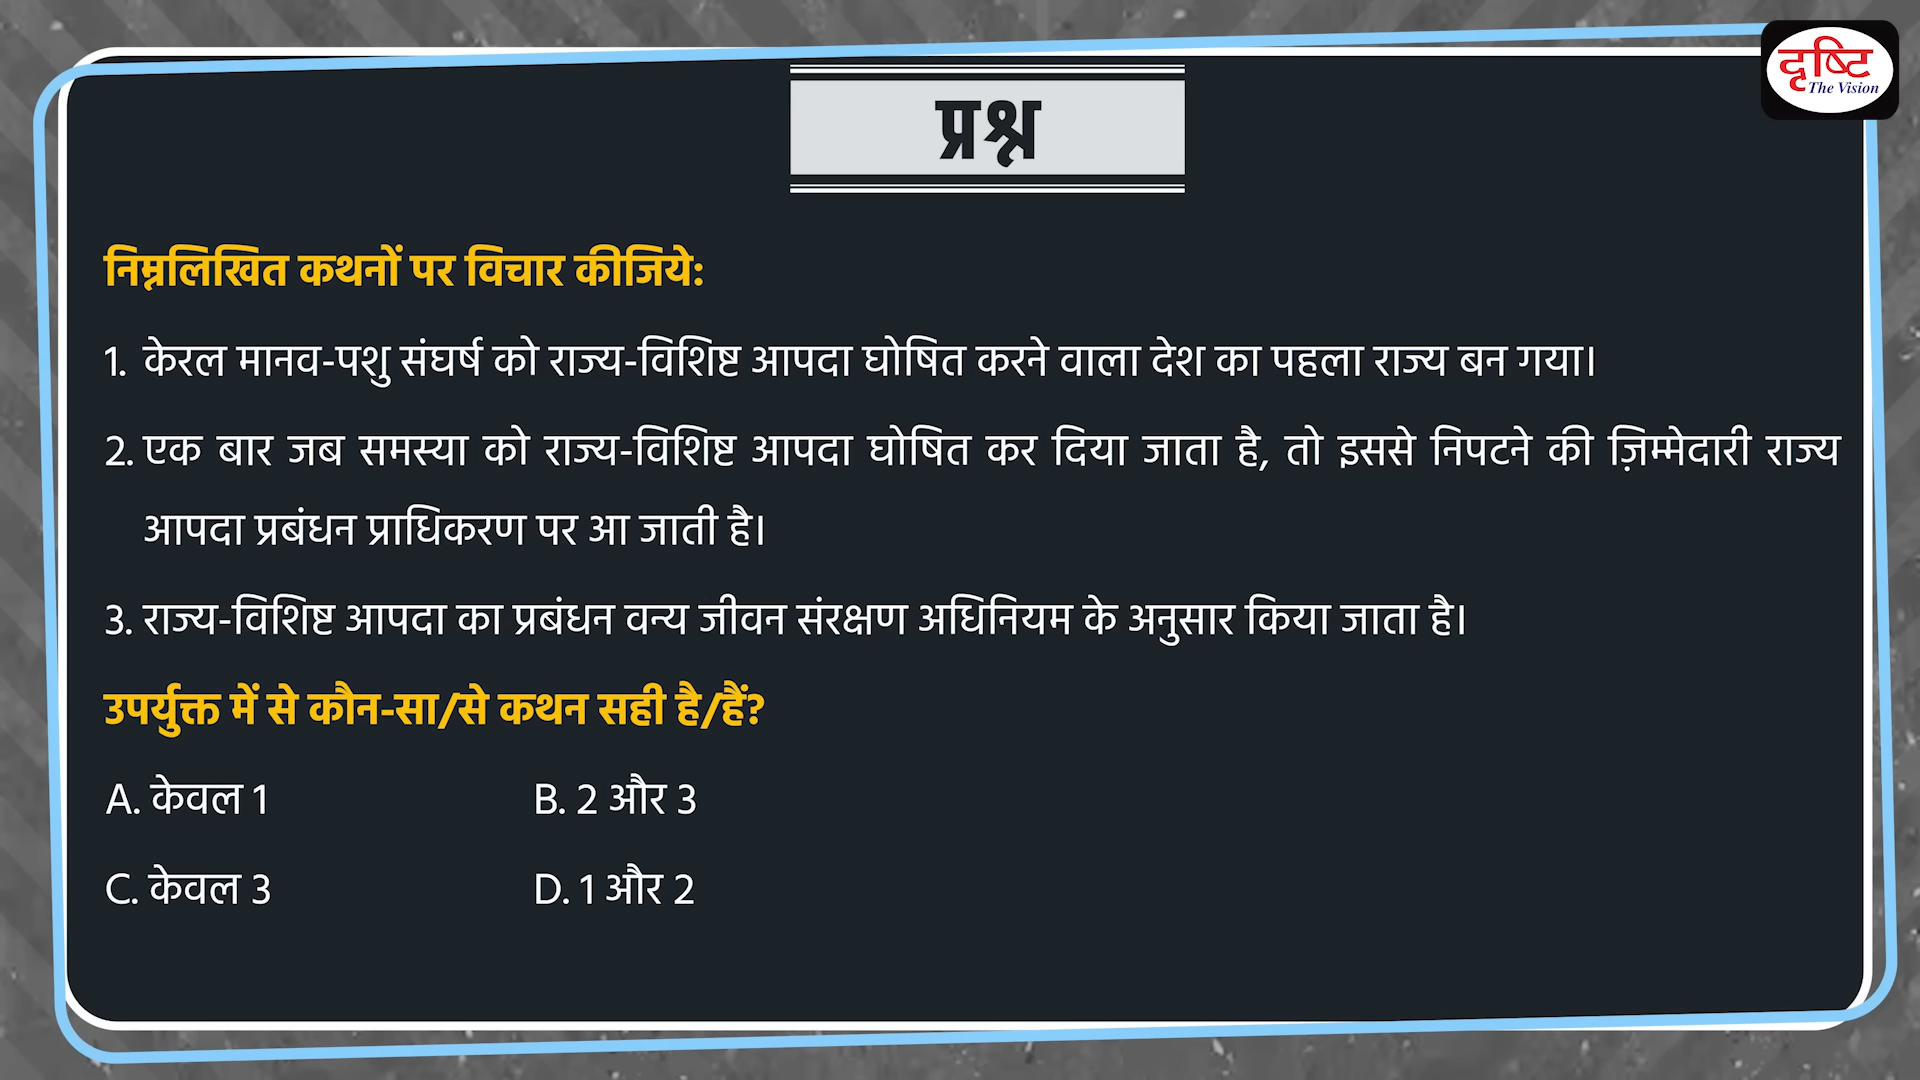 दृष्टि
The Vision
प्रश्न
निम्नलिखित कथनों पर विचार कीजिये:
1. केरल मानव-पशु संघर्ष को राज्य-विशिष्ट आपदा घोषित करने वाला देश का पहला राज्य बन गया।
2. एक बार जब समस्या को राज्य-विशिष्ट आपदा घोषित कर दिया जाता है, तो इससे निपटने की ज़िम्मेदारी राज्य
आपदा प्रबंधन प्राधिकरण पर आ जाती है।
3. राज्य-विशिष्ट आपदा का प्रबंधन वन्य जीवन संरक्षण अधिनियम के अनुसार किया जाता है।
उपर्युक्त में से कौन-सा/से कथन सही है/हैं?
A. केवल 1 B. 2 और 3
C. केवल 3 D. 1 और 2